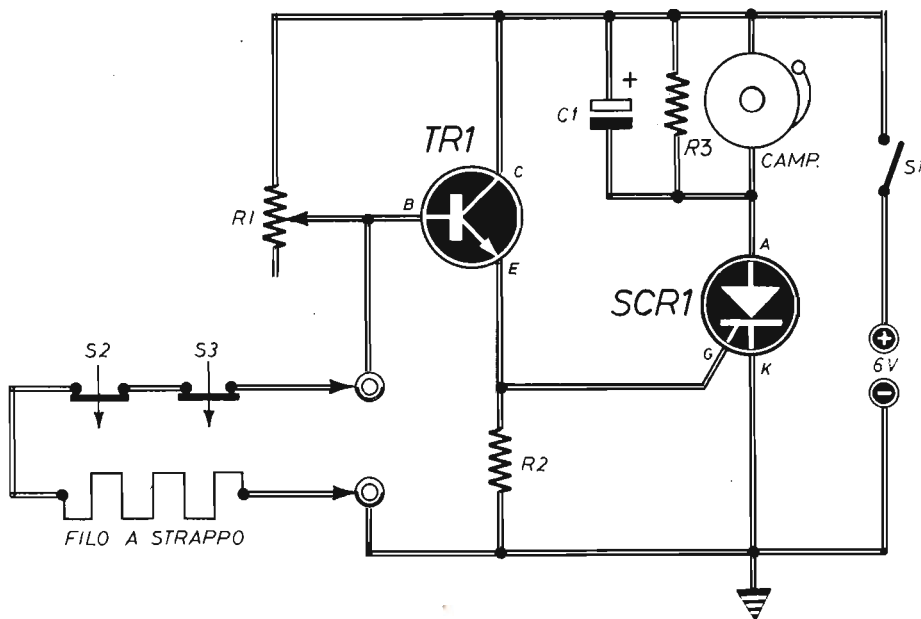 +
C1
R3
CAMP.
S1
TR1
C
B
E
R1
A
SCR1
G
K
+
6V
-
S2
S3
R2
FILO A STRAPPO